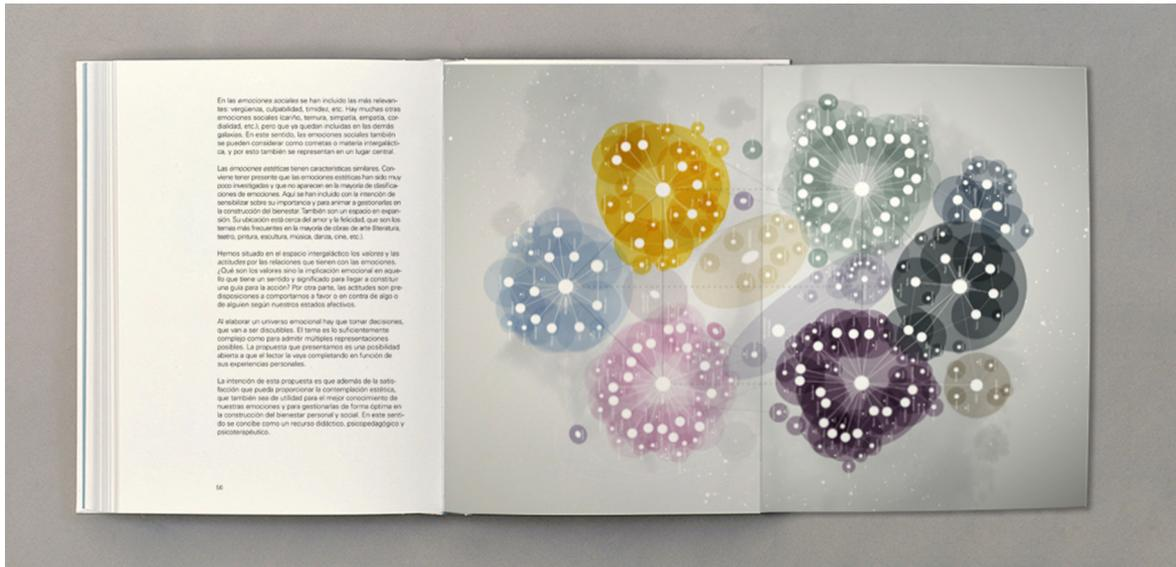 En las emociones sociales se han incluido las más relevan-
tes: vergüenza, culpabilidad, timidez, etc. Hay muchas otras
emociones sociales (cariño, ternura, simpatía, empatía, cor-
dialidad, etc.); pero que ya quedan incluidas en las demás
galaxias. En este sentido, las emociones sociales también
se pueden considerar como cometas o materia intergalácti-
ca, y por esto también se representan en un lugar central.
Las emociones estéticas tienen características similares. Con-
viene tener presente que las emociones estéticas han sido muy
poco investigadas y que no aparecen en la mayoría de clasifica-
ciones de emociones. Aquí se han incluido con la intención de
sensibilizar sobre su importancia y para animar a gestionarlas en
la construcción del bienestar. También son un espacio en expan-
sión. Su ubicación está cerca del amor y la felicidad, que son los
temas más frecuentes en la mayoría de obras de arte (literatura,
teatro, pintura, escultura, música, danza, cine, etc.).
Hemos situado en el espacio intergaláctico los valores y las
actitudes por las relaciones que tienen con las emociones.
¿Qué son los valores sino la implicación emocional en aque-
llo que tiene un sentido y significado para llegar a constituir
una guía para la acción? Por otra parte, las actitudes son pre-
disposiciones a comportarnos a favor o en contra de algo o
de alguien según nuestros estados afectivos.
Al elaborar un universo emocional hay que tomar decisiones,
que van a ser discutibles. El tema es lo suficientemente
complejo como para admitir múltiples representaciones
posibles. La propuesta que presentamos es una posibilidad
abierta a que el lector la vaya completando en función de
sus experiencias personales.
La intención de esta propuesta es que además de la satis-
facción que pueda proporcionar la contemplación estética,
que también sea de utilidad para el mejor conocimiento de
nuestras emociones y para gestionarlas de forma óptima en
la construcción del bienestar personal y social. En este senti-
do se concibe como un recurso didáctico, psicopedagógico y
psicoterapéutico.
56